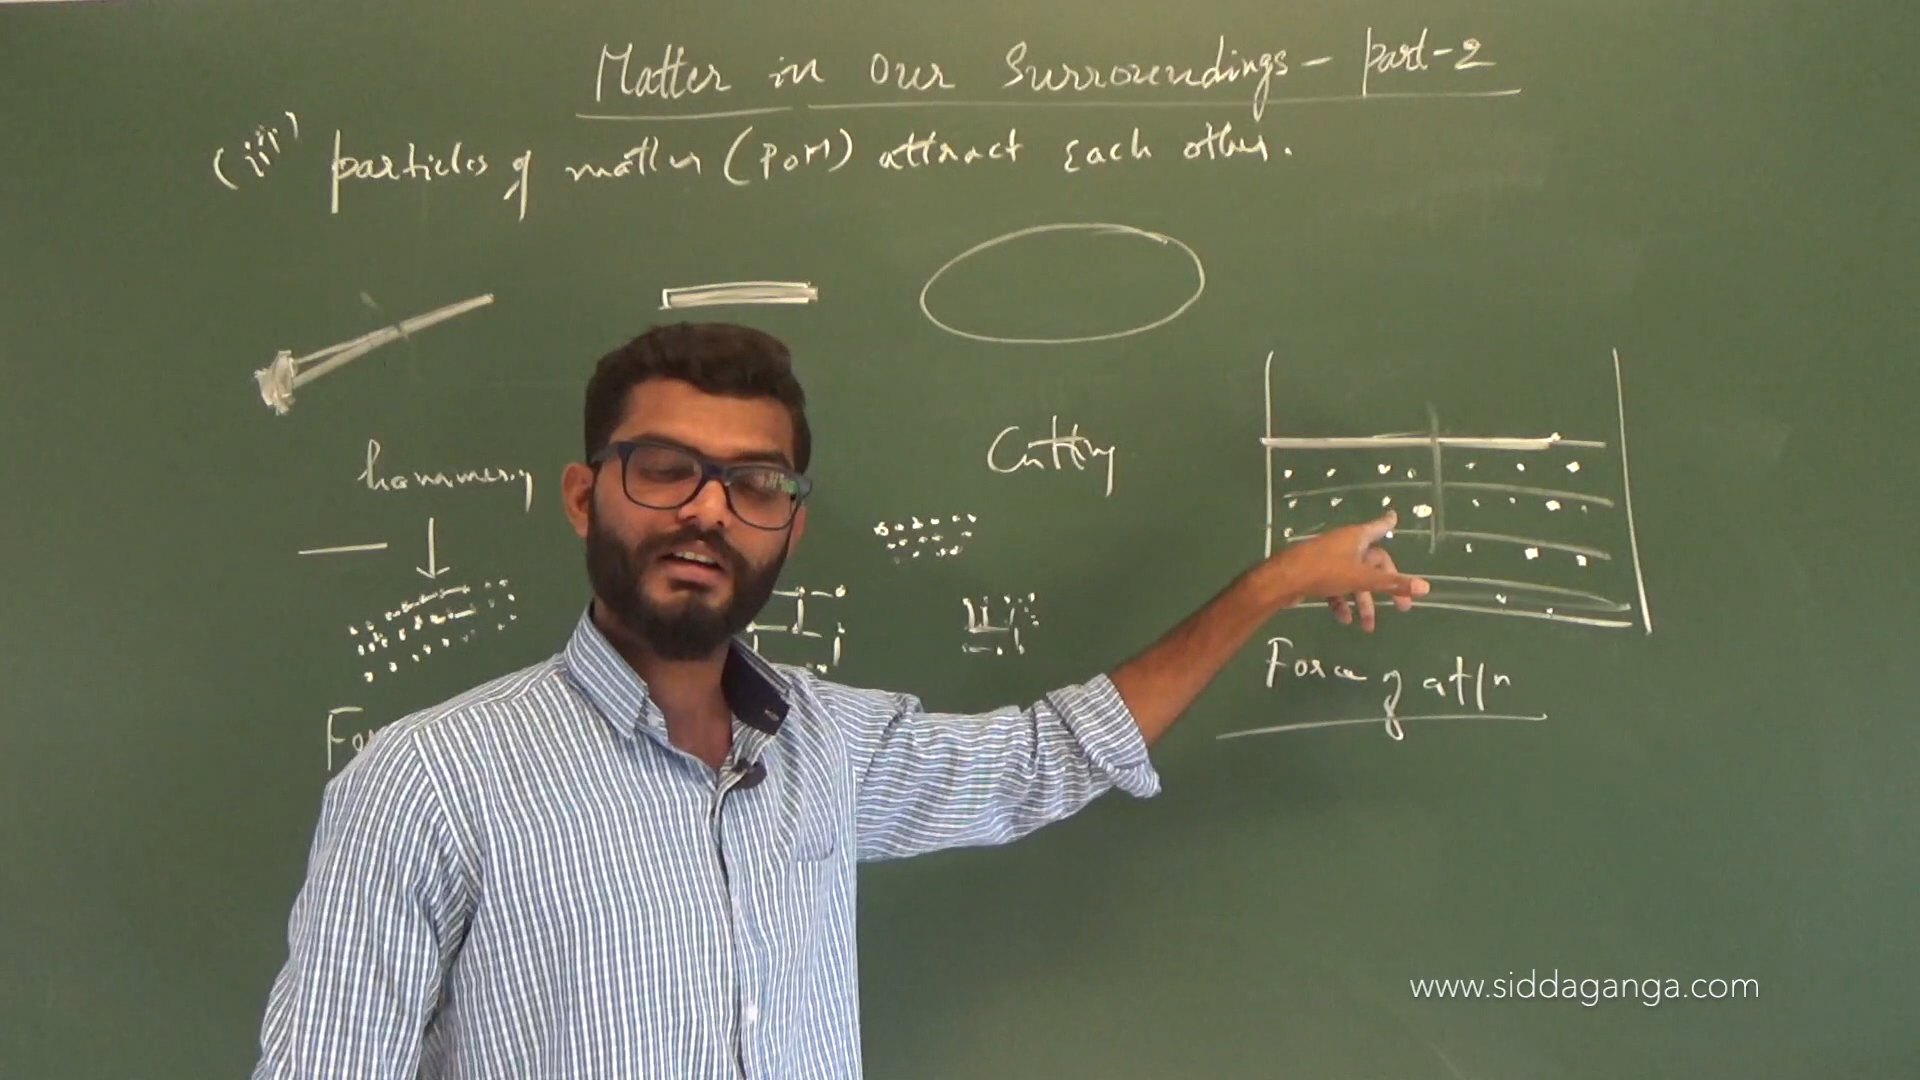 Matter in Our Surroundings - Part-2
(iii) particles of matter (POM) attract Each other.
Cutting
hammering
Force of attn
Fo
www.siddaganga.com